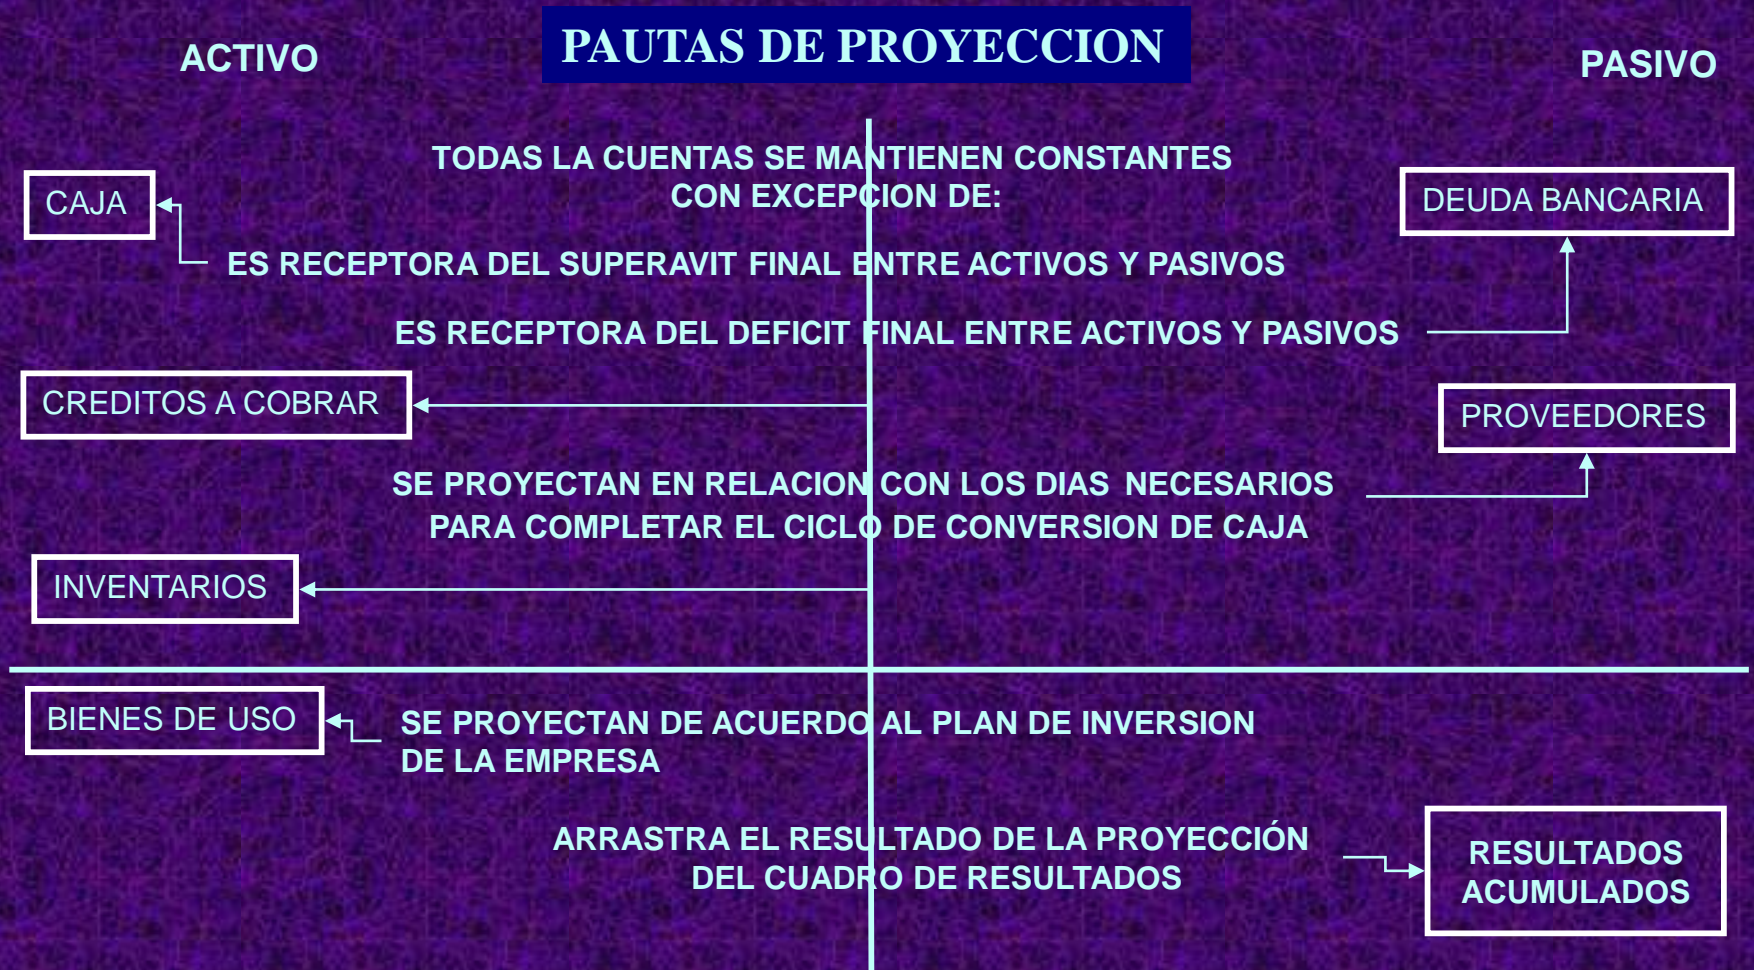 PAUTAS DE PROYECCION
ACTIVO
PASIVO
TODAS LA CUENTAS SE MANTIENEN CONSTANTES
CON EXCEPCION DE:
CAJA
DEUDA BANCARIA
ES RECEPTORA DEL SUPERAVIT FINAL ENTRE ACTIVOS Y PASIVOS
ES RECEPTORA DEL DEFICIT FINAL ENTRE ACTIVOS Y PASIVOS
CREDITOS A COBRAR
PROVEEDORES
SE PROYECTAN EN RELACION CON LOS DIAS NECESARIOS
PARA COMPLETAR EL CICLO DE CONVERSION DE CAJA
INVENTARIOS
BIENES DE USO
SE PROYECTAN DE ACUERDO AL PLAN DE INVERSION
DE LA EMPRESA
ARRASTRA EL RESULTADO DE LA PROYECCIÓN
DEL CUADRO DE RESULTADOS
RESULTADOS
ACUMULADOS